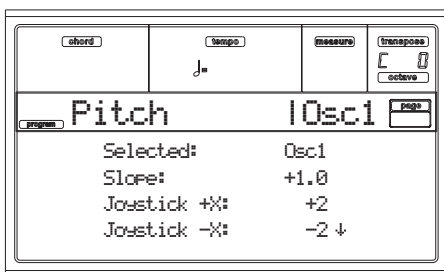 chord tempo measure transpose
♩= C 0
octave
program Pitch |Osc1 page
Selected: Osc1
Slope: +1.0
Joystick +X: +2
Joystick -X: -2 ↓